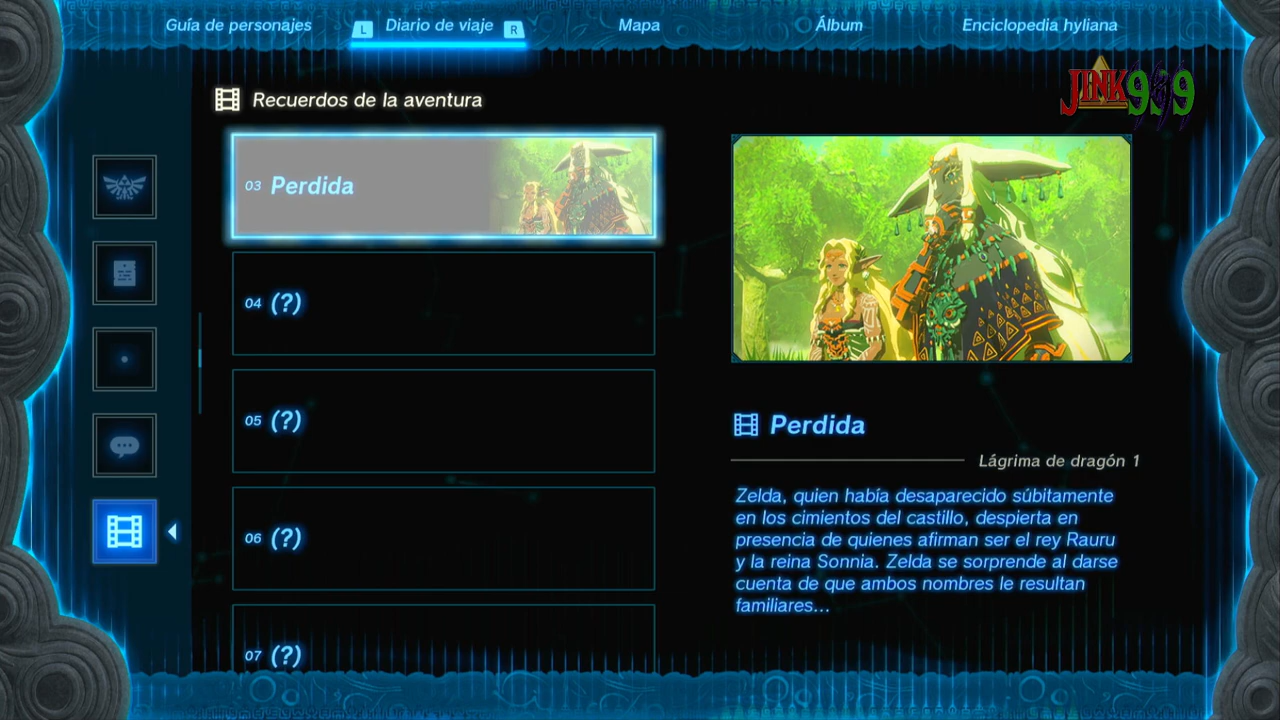 Guía de personajes
L
Diario de viaje
R
Mapa
Álbum
Enciclopedia hyliana
JINK999
Recuerdos de la aventura
03 Perdida
04 (?)
05 (?)
06 (?)
07 (?)
Perdida
Lágrima de dragón 1
Zelda, quien había desaparecido súbitamente
en los cimientos del castillo, despierta en
presencia de quienes afirman ser el rey Rauru
y la reina Sonnia. Zelda se sorprende al darse
cuenta de que ambos nombres le resultan
familiares...